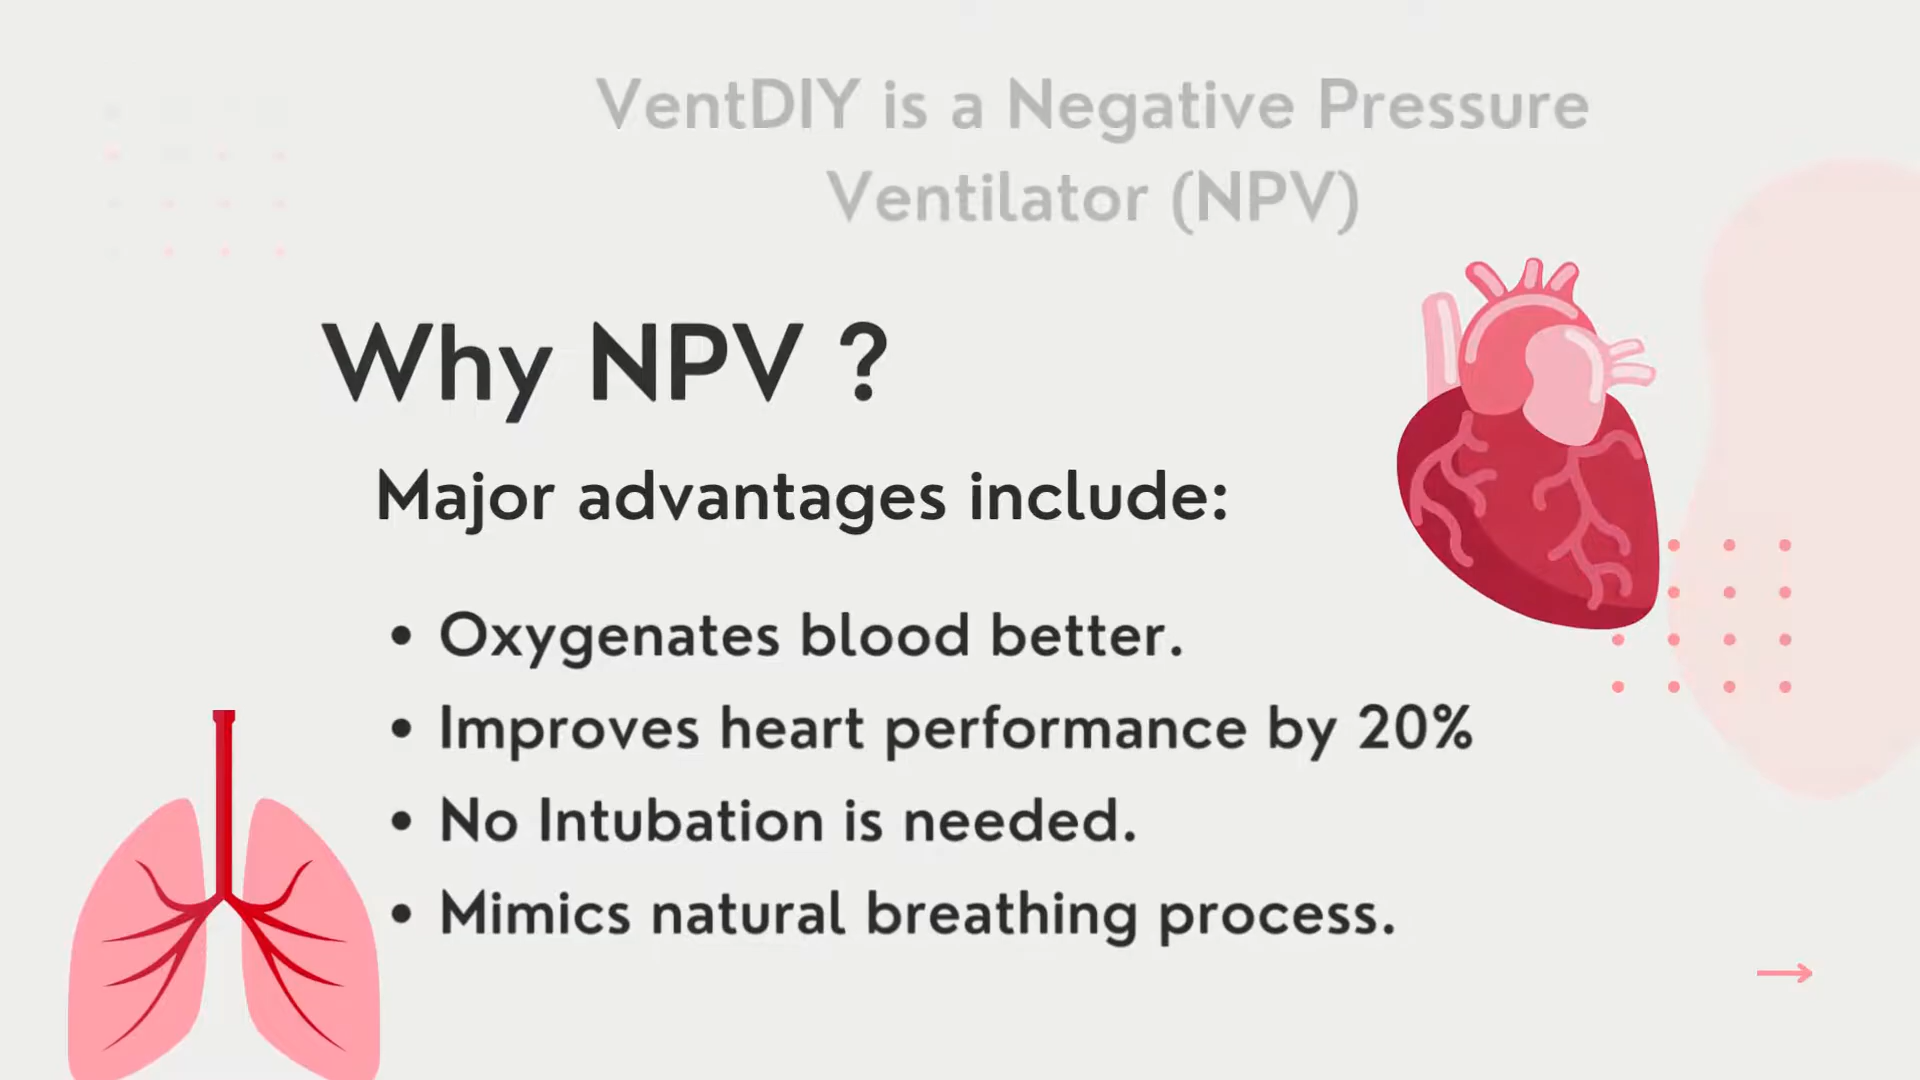 VentDIY is a Negative Pressure
Ventilator (NPV)
Why NPV ?
Major advantages include:
• Oxygenates blood better.
• Improves heart performance by 20%
• No Intubation is needed.
• Mimics natural breathing process.